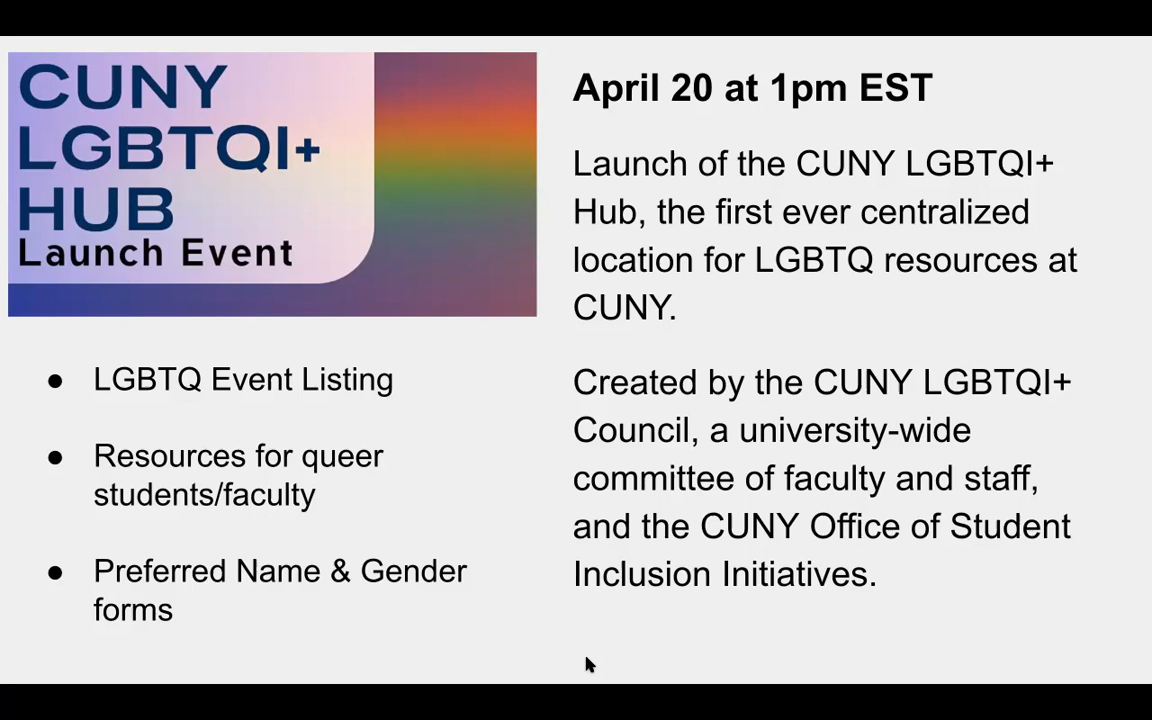 CUNY
LGBTQI+
HUB
Launch Event
● LGBTQ Event Listing
● Resources for queer
students/faculty
● Preferred Name & Gender
forms
April 20 at 1pm EST
Launch of the CUNY LGBTQI+
Hub, the first ever centralized
location for LGBTQ resources at
CUNY.
Created by the CUNY LGBTQI+
Council, a university-wide
committee of faculty and staff,
and the CUNY Office of Student
Inclusion Initiatives.